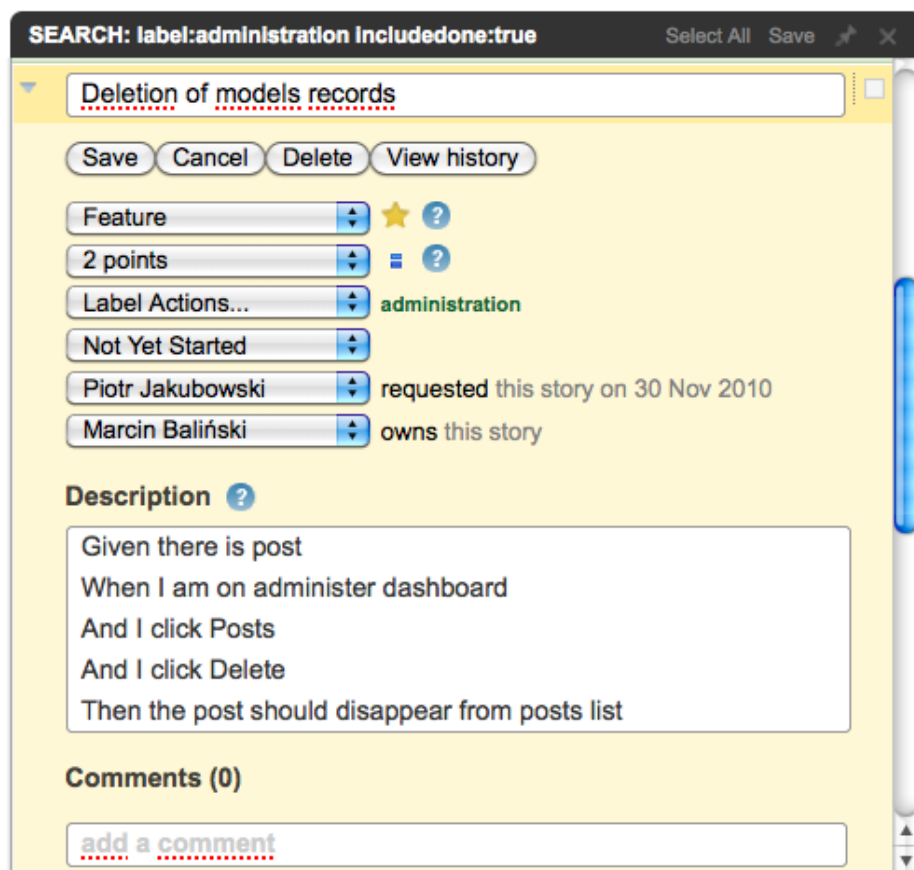 SEARCH: label:administration includedone:true Select All Save
Deletion of models records
Save Cancel Delete View history
Feature ?
2 points ?
Label Actions... administration
Not Yet Started
Piotr Jakubowski requested this story on 30 Nov 2010
Marcin Baliński owns this story
Description ?
Given there is post
When I am on administer dashboard
And I click Posts
And I click Delete
Then the post should disappear from posts list
Comments (0)
add a comment